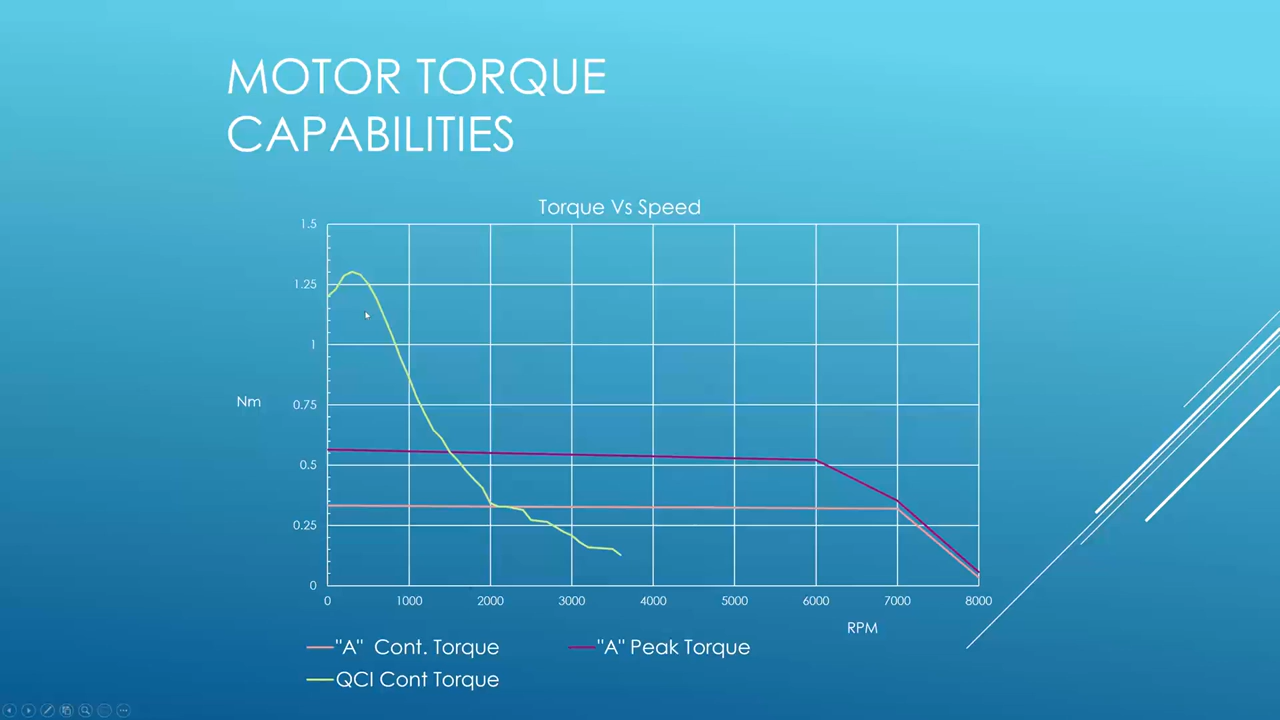 MOTOR TORQUE
CAPABILITIES
Torque Vs Speed
1.5
1.25
1
Nm
0.75
0.5
0.25
0
0 1000 2000 3000 4000 5000 6000 7000 8000
RPM
"A"  Cont. Torque
"A" Peak Torque
QCI Cont Torque